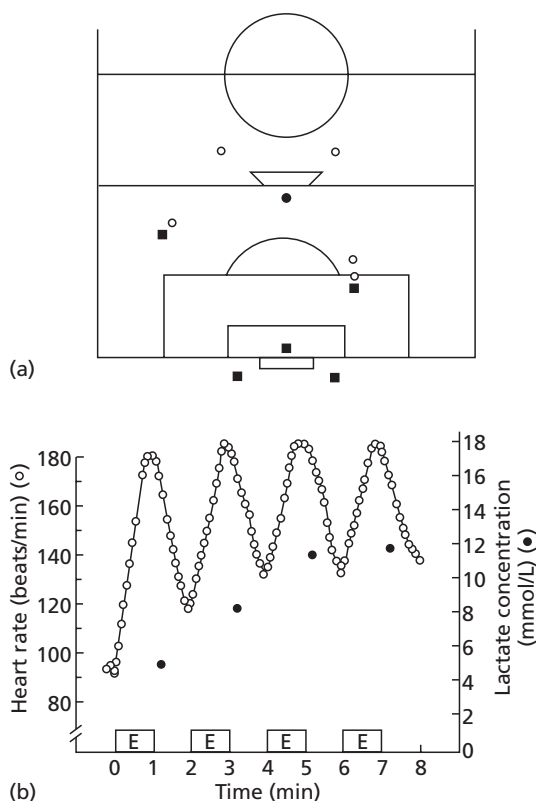 (a)
180
160
140
120
100
80
Heart rate (beats/min) (○)
18
16
14
12
10
8
6
4
2
0
Lactate concentration
(mmol/L) (●)
E E E E
0 1 2 3 4 5 6 7 8
(b) Time (min)